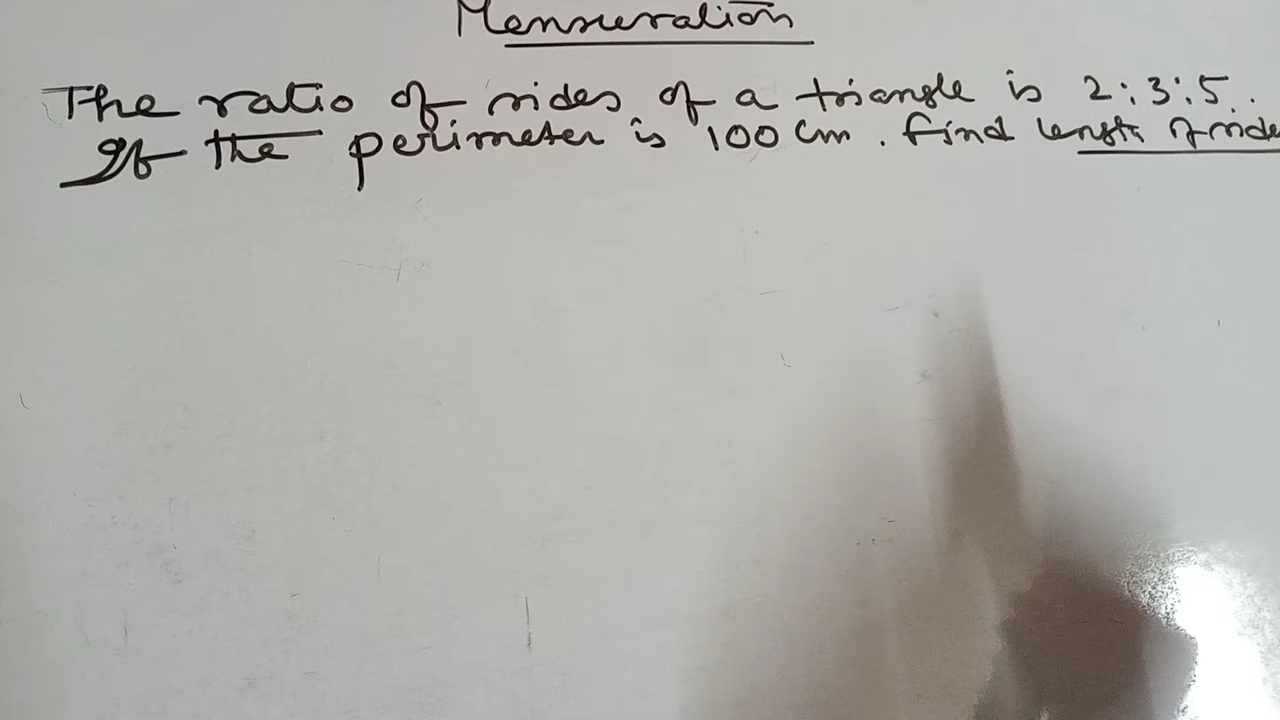 Mensuration
The ratio of sides of a triangle is 2:3:5.
If the perimeter is 100 cm. find length of side